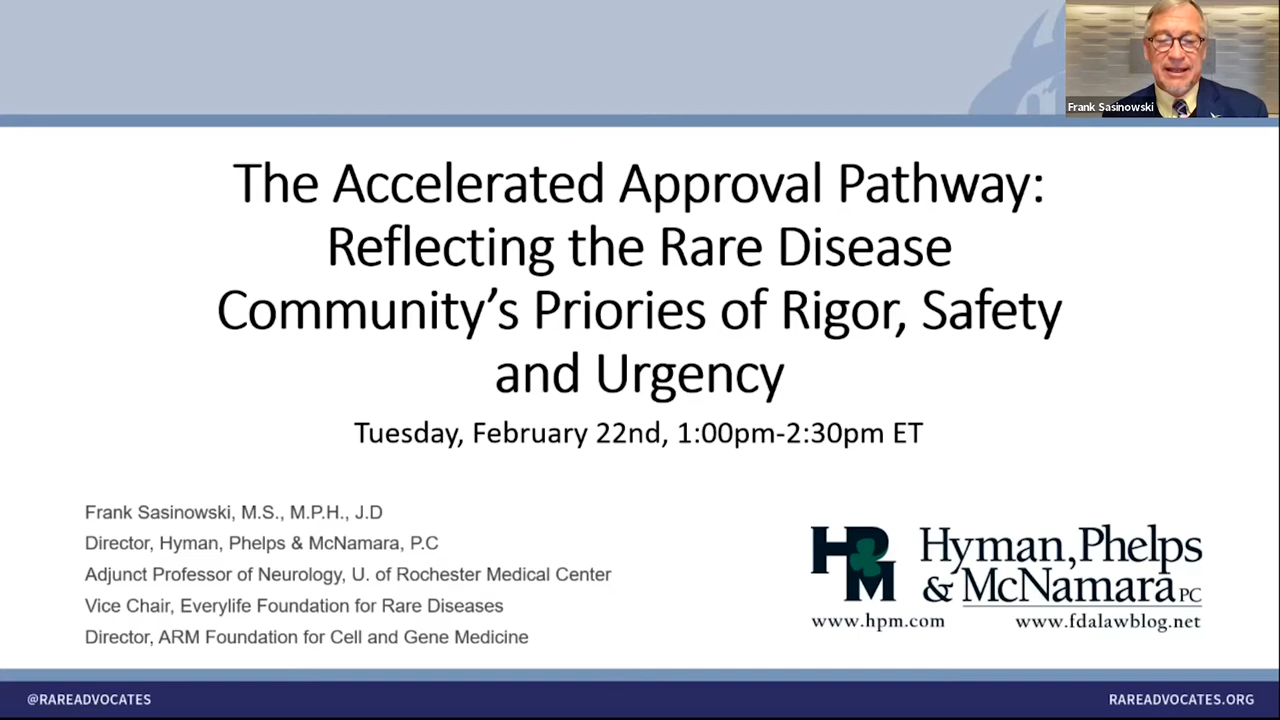 Frank Sasinowski
The Accelerated Approval Pathway:
Reflecting the Rare Disease
Community's Priories of Rigor, Safety
and Urgency
Tuesday, February 22nd, 1:00pm-2:30pm ET
Frank Sasinowski, M.S., M.P.H., J.D
Director, Hyman, Phelps & McNamara, P.C
Adjunct Professor of Neurology, U. of Rochester Medical Center
Vice Chair, Everylife Foundation for Rare Diseases
Director, ARM Foundation for Cell and Gene Medicine
HPM
Hyman, Phelps
& McNamara PC
www.hpm.com
www.fdalawblog.net
@RAREADVOCATES
RAREADVOCATES.ORG